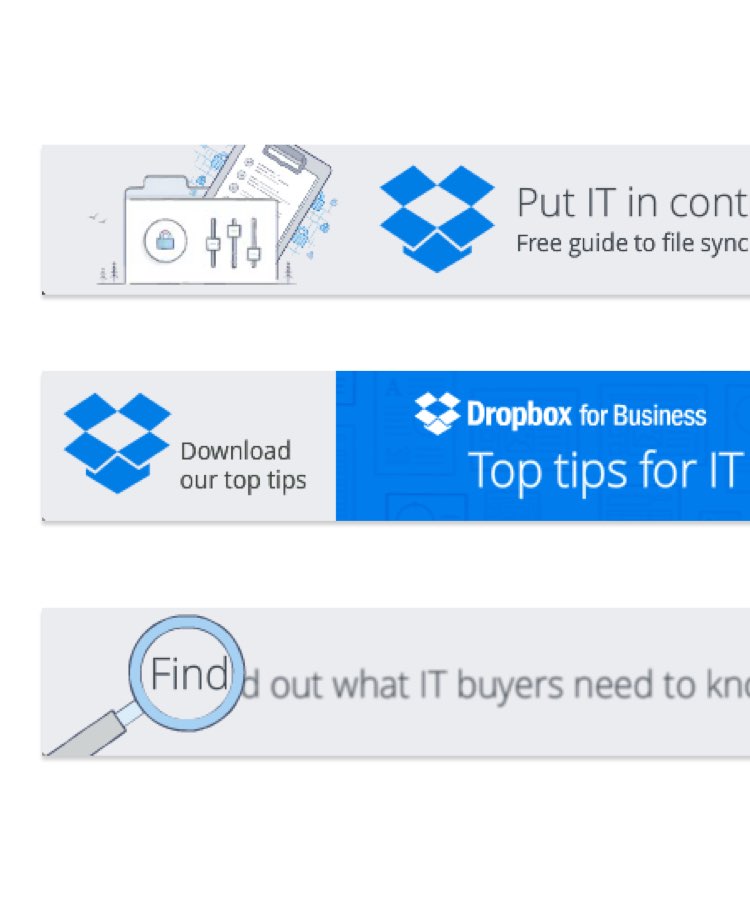 Put IT in cont
Free guide to file sync
Download
our top tips
Dropbox for Business
Top tips for IT
Find
d out what IT buyers need to kno